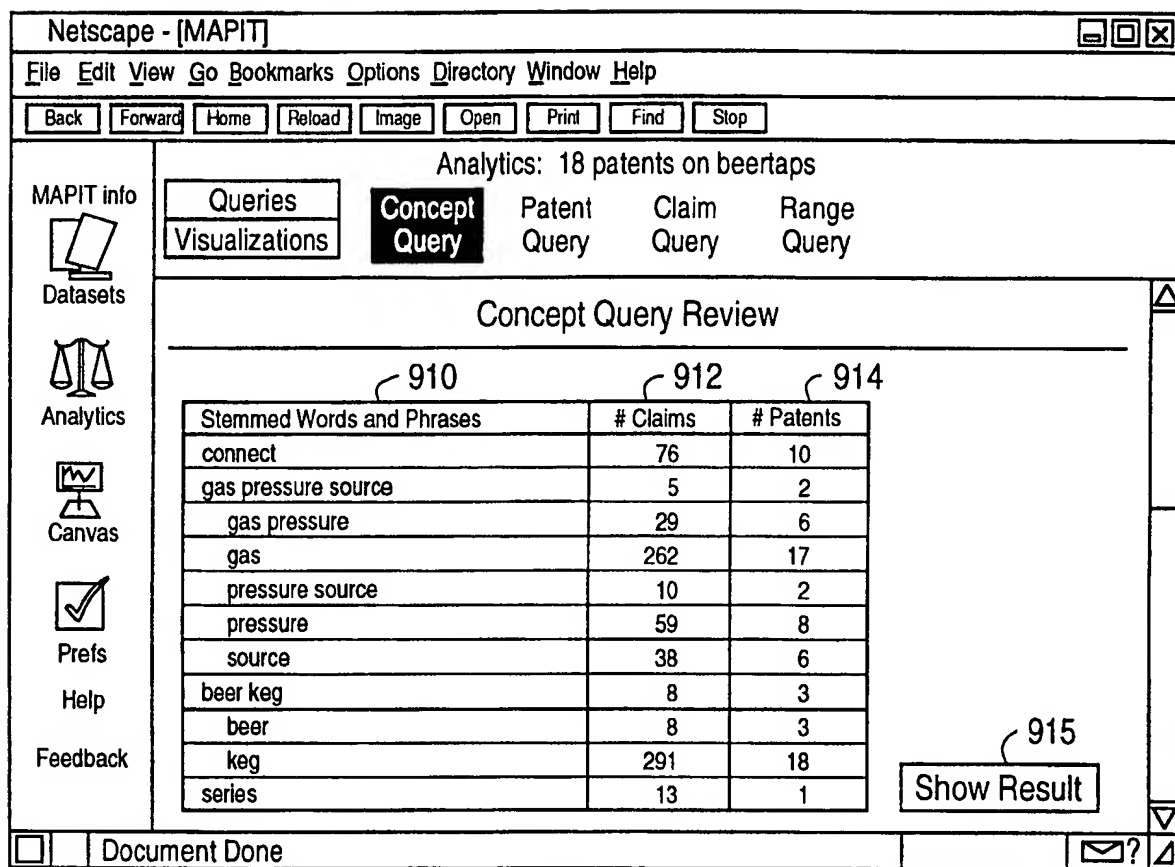 Netscape - [MAPIT]
File Edit View Go Bookmarks Options Directory Window Help
Back Forward Home Reload Image Open Print Find Stop
MAPIT info
Datasets
Analytics
Canvas
Prefs
Help
Feedback
Analytics: 18 patents on beertaps
Queries
Visualizations
Concept Query
Patent Query
Claim Query
Range Query
Concept Query Review
910 912 914
Stemmed Words and Phrases # Claims # Patents
connect 76 10
gas pressure source 5 2
gas pressure 29 6
gas 262 17
pressure source 10 2
pressure 59 8
source 38 6
beer keg 8 3
beer 8 3
keg 291 18
series 13 1
915
Show Result
Document Done
?